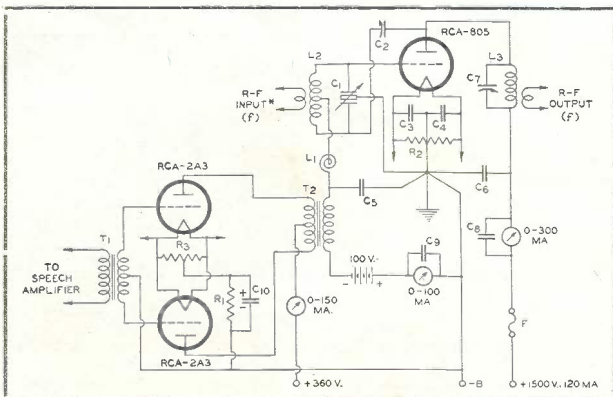 RCA-805
C2
L2
L3
R-F
INPUT*
(f)
C1
C7
R-F
OUTPUT
(f)
C3
C4
R2
L1
RCA-2A3
T2
C5
C6
T1
C8
0-300
MA
R3
C9
100 V.
- +
0-100
MA
TO
SPEECH
AMPLIFIER
+
-
C10
R1
0-150
MA.
F
RCA-2A3
+360 V.
-B
+1500V., 120 MA